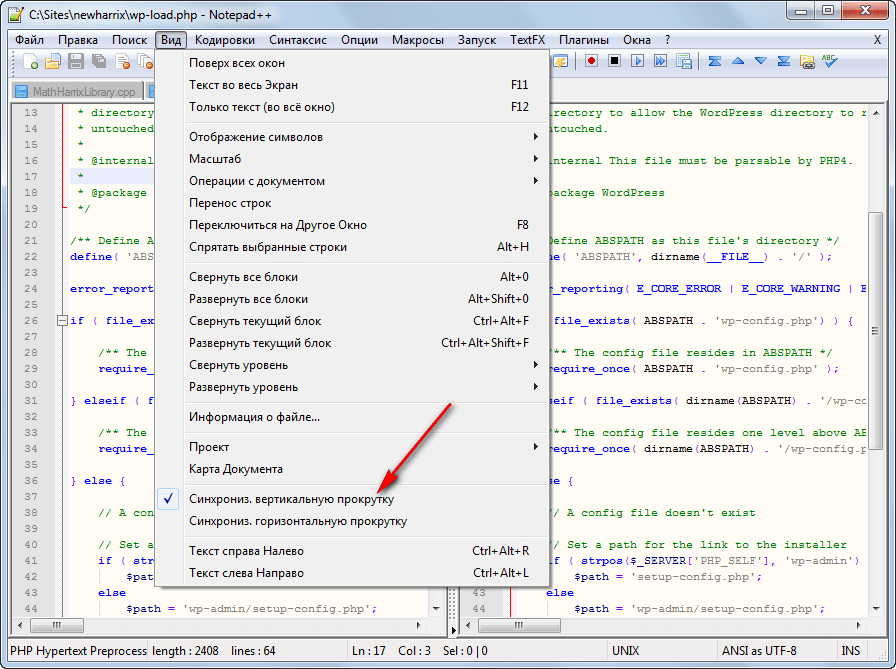 C:\Sites\newharrix\wp-load.php - Notepad++
Файл Правка Поиск Вид Кодировки Синтаксис Опции Макросы Запуск TextFX Плагины Окна ? X
MathHarrixLibrary.cpp
Поверх всех окон
Текст во весь Экран F11
Только текст (во всё окно) F12
Отображение символов
Масштаб
Операции с документом
Перенос строк
Переключиться на Другое Окно F8
Спрятать выбранные строки Alt+H
Свернуть все блоки Alt+0
Развернуть все блоки Alt+Shift+0
Свернуть текущий блок Ctrl+Alt+F
Развернуть текущий блок Ctrl+Alt+Shift+F
Свернуть уровень
Развернуть уровень
Информация о файле...
Проект
Карта Документа
Синхрониз. вертикальную прокрутку
Синхрониз. горизонтальную прокрутку
Текст справа Налево Ctrl+Alt+R
Текст слева Направо Ctrl+Alt+L
13 * directory
14 * untouched
15 *
16 * @internal
17 *
18 * @package
19 */
20
21 /** Define A
22 define( 'ABS
23
24 error_report
25
26 if ( file_ex
27
28 /** The
29 require_
30
31 } elseif ( f
32
33 /** The
34 require_
35
36 } else {
37
38 // A con
39
40 // Set a
41 if ( strp
42 $pat
43 else
44 $path = 'wp-admin/setup-config.php';
irectory to allow the WordPress directory to r
ntouched.
internal This file must be parsable by PHP4.
package WordPress
Define ABSPATH as this file's directory */
e( 'ABSPATH', dirname(__FILE__) . '/' );
r_reporting( E_CORE_ERROR | E_CORE_WARNING | E
file_exists( ABSPATH . 'wp-config.php') ) {
/** The config file resides in ABSPATH */
require_once( ABSPATH . 'wp-config.php' );
seif ( file_exists( dirname(ABSPATH) . '/wp-co
/** The config file resides one level above AB
require_once( dirname(ABSPATH) . '/wp-config.p
se {
// A config file doesn't exist
// Set a path for the link to the installer
if ( strpos($_SERVER['PHP_SELF'], 'wp-admin')
$path = 'setup-config.php';
43 else
44 $path = 'wp-admin/setup-config.php';
PHP Hypertext Preprocess length : 2408 lines : 64 Ln : 17 Col : 3 Sel : 0 | 0 UNIX ANSI as UTF-8 INS